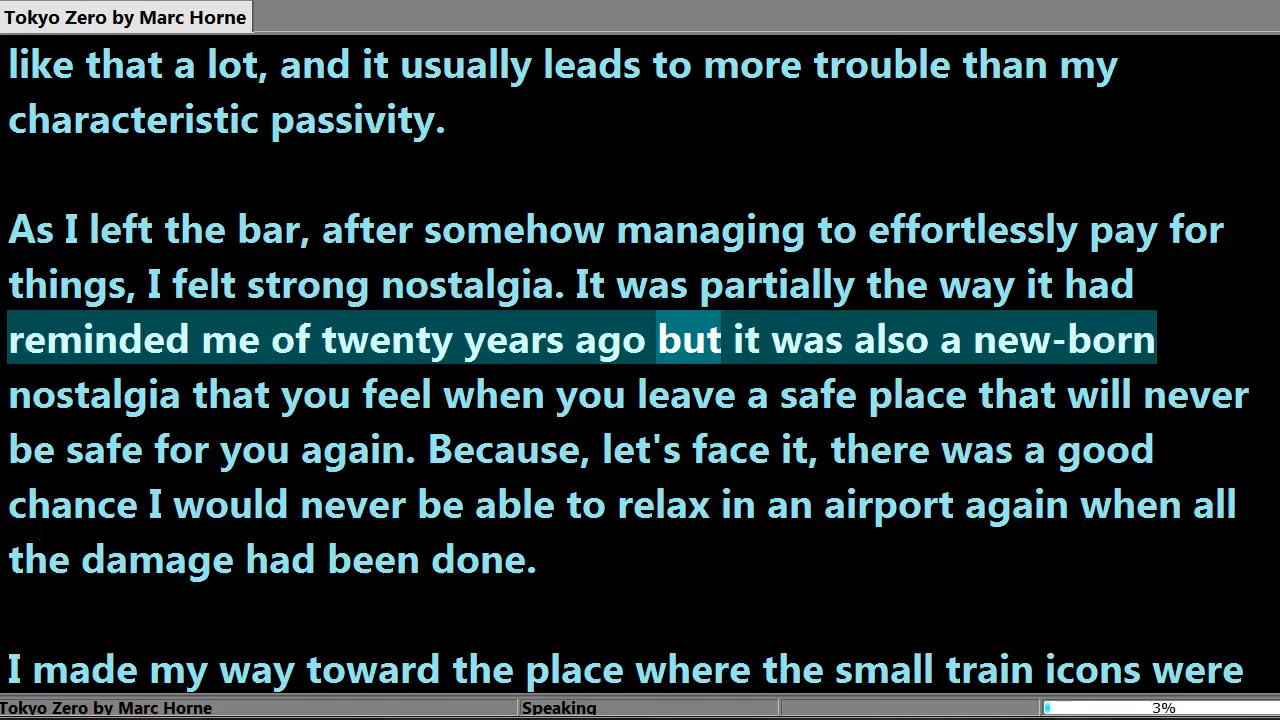 Tokyo Zero by Marc Horne
like that a lot, and it usually leads to more trouble than my
characteristic passivity.
As I left the bar, after somehow managing to effortlessly pay for
things, I felt strong nostalgia. It was partially the way it had
reminded me of twenty years ago but it was also a new-born
nostalgia that you feel when you leave a safe place that will never
be safe for you again. Because, let's face it, there was a good
chance I would never be able to relax in an airport again when all
the damage had been done.
I made my way toward the place where the small train icons were
Tokyo Zero by Marc Horne
Speaking
3%